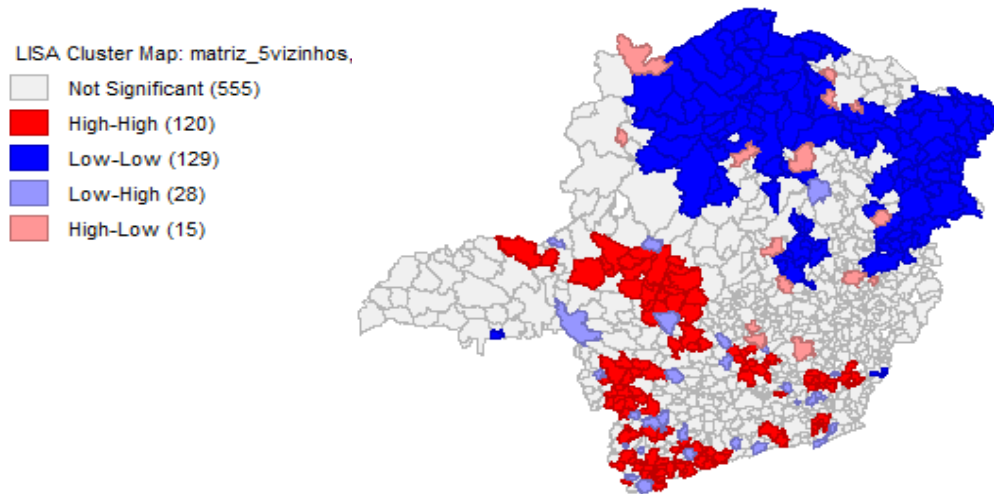 LISA Cluster Map: matriz_5vizinhos,
Not Significant (555)
High-High (120)
Low-Low (129)
Low-High (28)
High-Low (15)